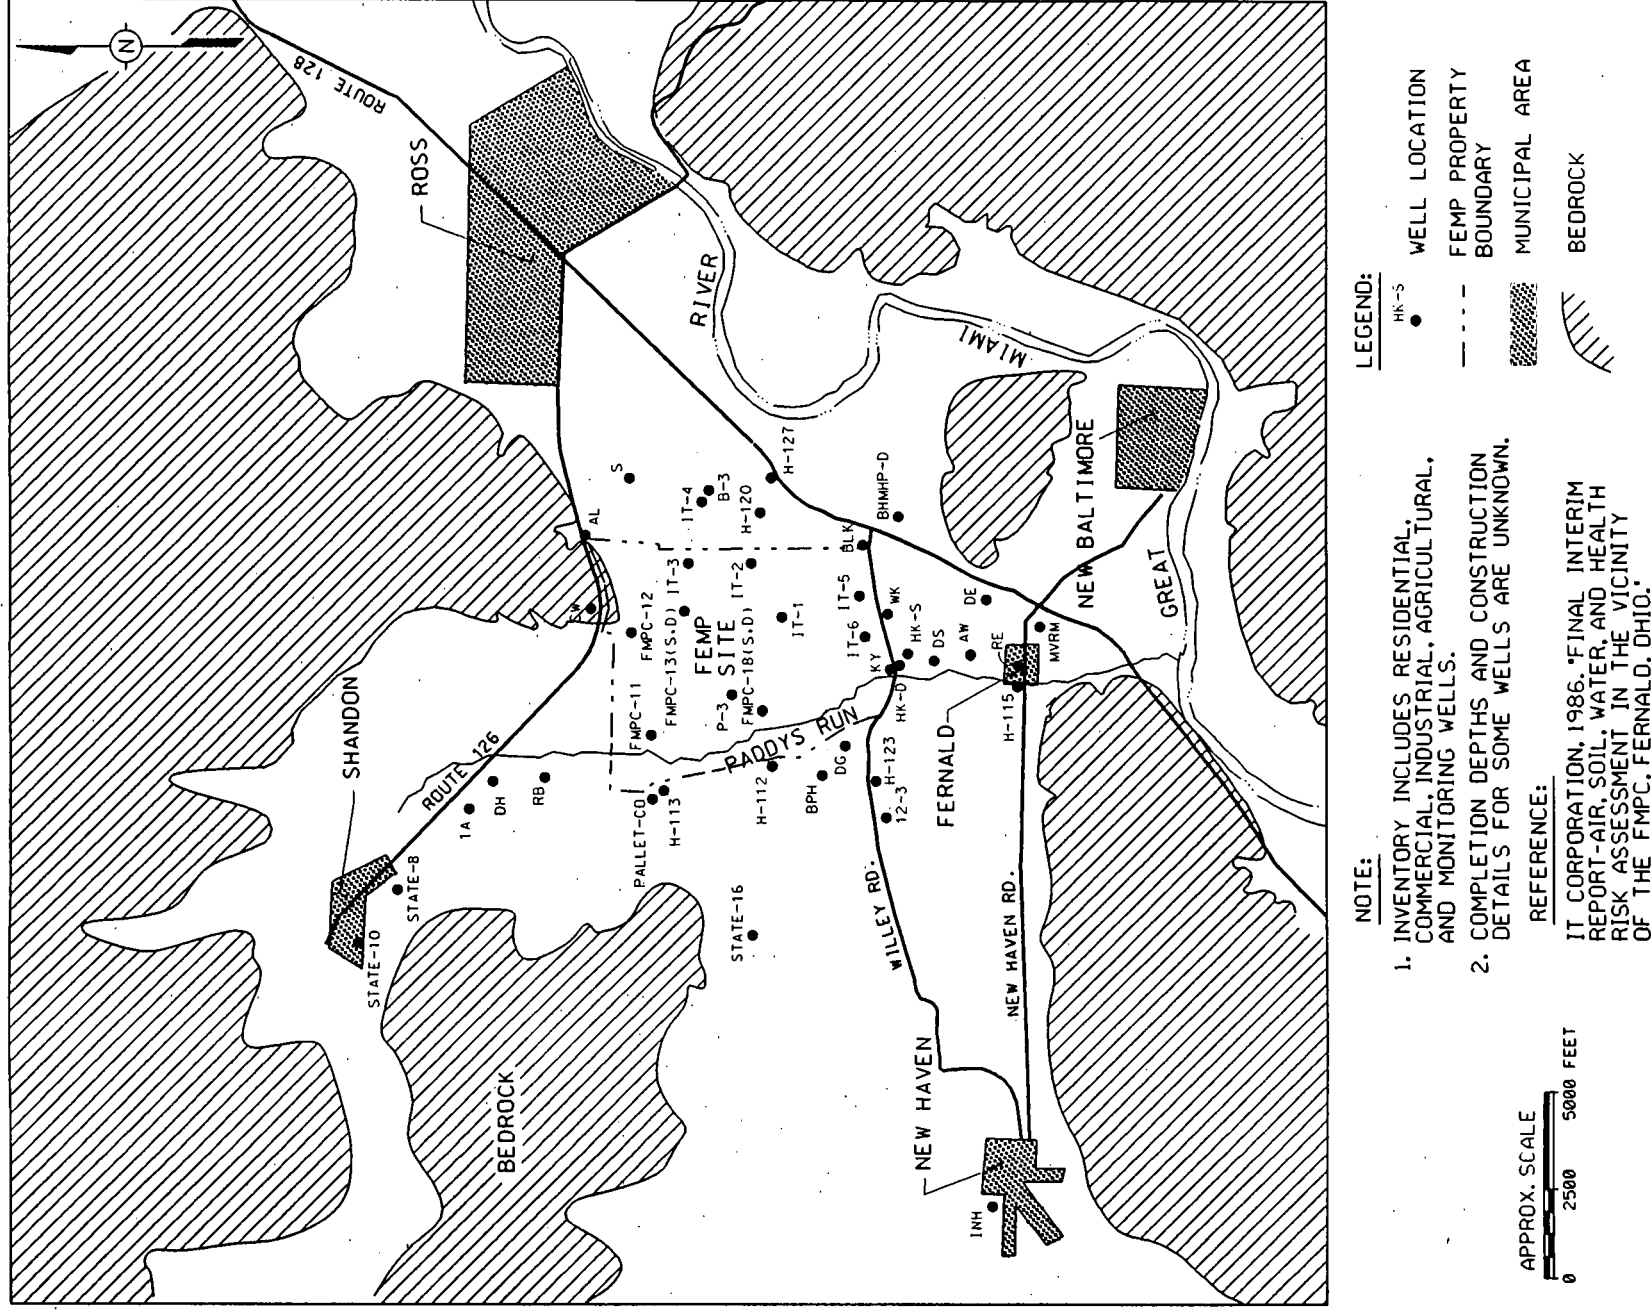 N
ROUTE 128
ROSS
SHANDON
ROUTE 126
STATE-10
STATE-B
1A
DH
RB
W
AL
S
FMPC-11
FMPC-12
FMPC-13(S.D)
IT-3
IT-4
B-3
H-120
H-127
RIVER
MIAMI
PALLET-CO
H-113
P-3
FEMP
SITE
FMPC-18(S.D)
IT-2
IT-1
PADDYS RUN
H-112
BPH
DG
STATE-16
BEDROCK
IT-5
IT-6
BLK
BHMHP-D
WK
KY
HK-S
HK-D
DS
AW
DE
H-123
12-3
WILLEY RD.
FERNALD
RE
MVRM
H-115
NEW BALTIMORE
GREAT
NEW HAVEN RD.
NEW HAVEN
INH
LEGEND:
HK-S
WELL LOCATION
FEMP PROPERTY
BOUNDARY
MUNICIPAL AREA
BEDROCK
NOTE:
1. INVENTORY INCLUDES RESIDENTIAL,
COMMERCIAL, INDUSTRIAL, AGRICULTURAL,
AND MONITORING WELLS.
2. COMPLETION DEPTHS AND CONSTRUCTION
DETAILS FOR SOME WELLS ARE UNKNOWN.
REFERENCE:
IT CORPORATION, 1986, "FINAL INTERIM
REPORT-AIR, SOIL, WATER, AND HEALTH
RISK ASSESSMENT IN THE VICINITY
OF THE FMPC, FERNALD, OHIO."
APPROX. SCALE
0 2500 5000 FEET